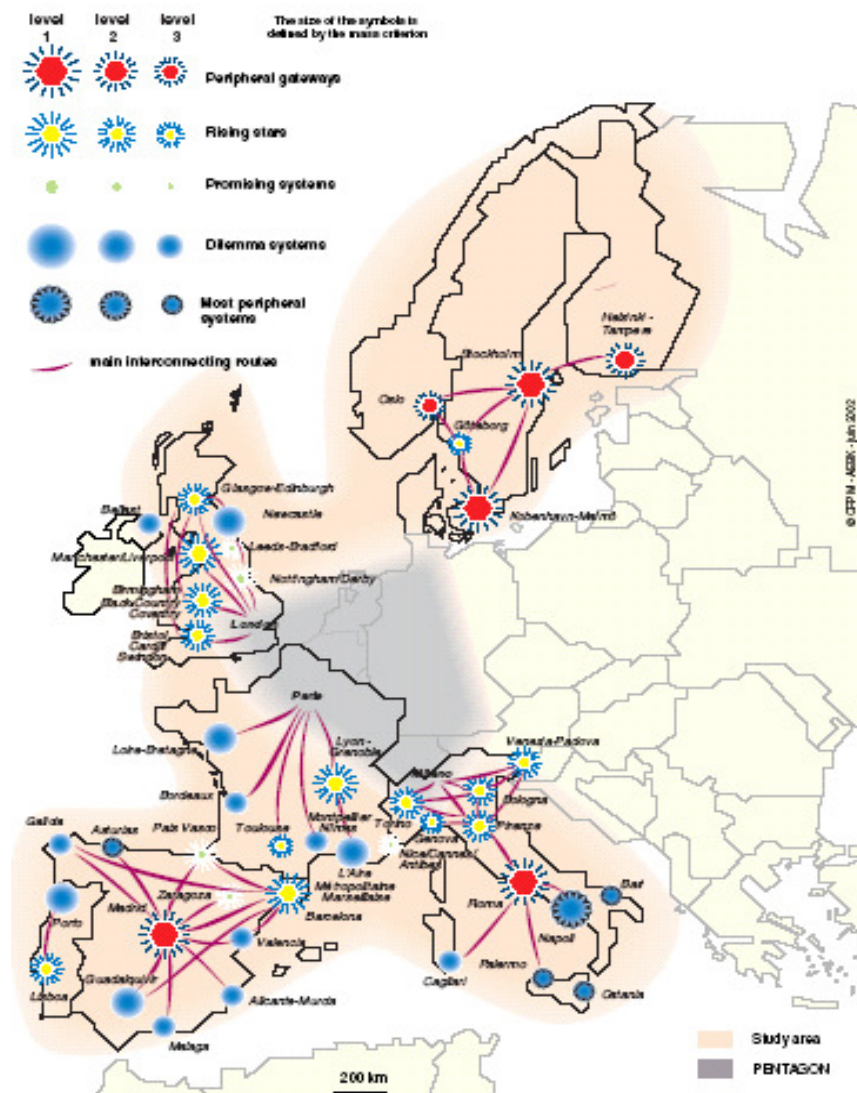 level level level
1 2 3
The size of the symbols is
defined by the mass criterion
Peripheral gateways
Rising stars
Promising systems
Dilemma systems
Most peripheral
systems
main interconnecting routes
Helsinki -
Tampere
Stockholm
Oslo
Göteborg
Kobenhavn-Malmö
© CRPM - AEBK - juin 2002
Glasgow-Edinburgh
Belfast
Newcastle
Leeds-Bradford
Manchester/Liverpool
Nottingham/Derby
Birmingham
Black Country
Coventry
London
Bristol
Cardiff
Swindon
Paris
Loire-Bretagne
Lyon-
Grenoble
Venezia-Padova
Milano
Bordeaux
Montpellier
Nîmes
Torino
Bologna
Galicia
Asturias
Pais Vasco
Toulouse
Genova
Firenze
Nice/Cannes/
Antibes
L'Aire
Métropolitaine
Marseillaise
Zaragoza
Madrid
Barcelona
Roma
Bari
Porto
Napoli
Valencia
Lisboa
Guadalquivir
Cagliari
Palermo
Catania
Alicante-Murcia
Malaga
Study area
PENTAGON
200 km